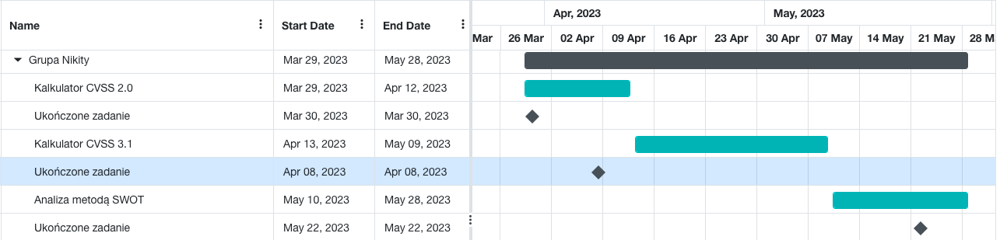 Name Start Date End Date
Apr, 2023 May, 2023
Mar 26 Mar 02 Apr 09 Apr 16 Apr 23 Apr 30 Apr 07 May 14 May 21 May 28 M
Grupa Nikity Mar 29, 2023 May 28, 2023
Kalkulator CVSS 2.0 Mar 29, 2023 Apr 12, 2023
Ukończone zadanie Mar 30, 2023 Mar 30, 2023
Kalkulator CVSS 3.1 Apr 13, 2023 May 09, 2023
Ukończone zadanie Apr 08, 2023 Apr 08, 2023
Analiza metodą SWOT May 10, 2023 May 28, 2023
Ukończone zadanie May 22, 2023 May 22, 2023